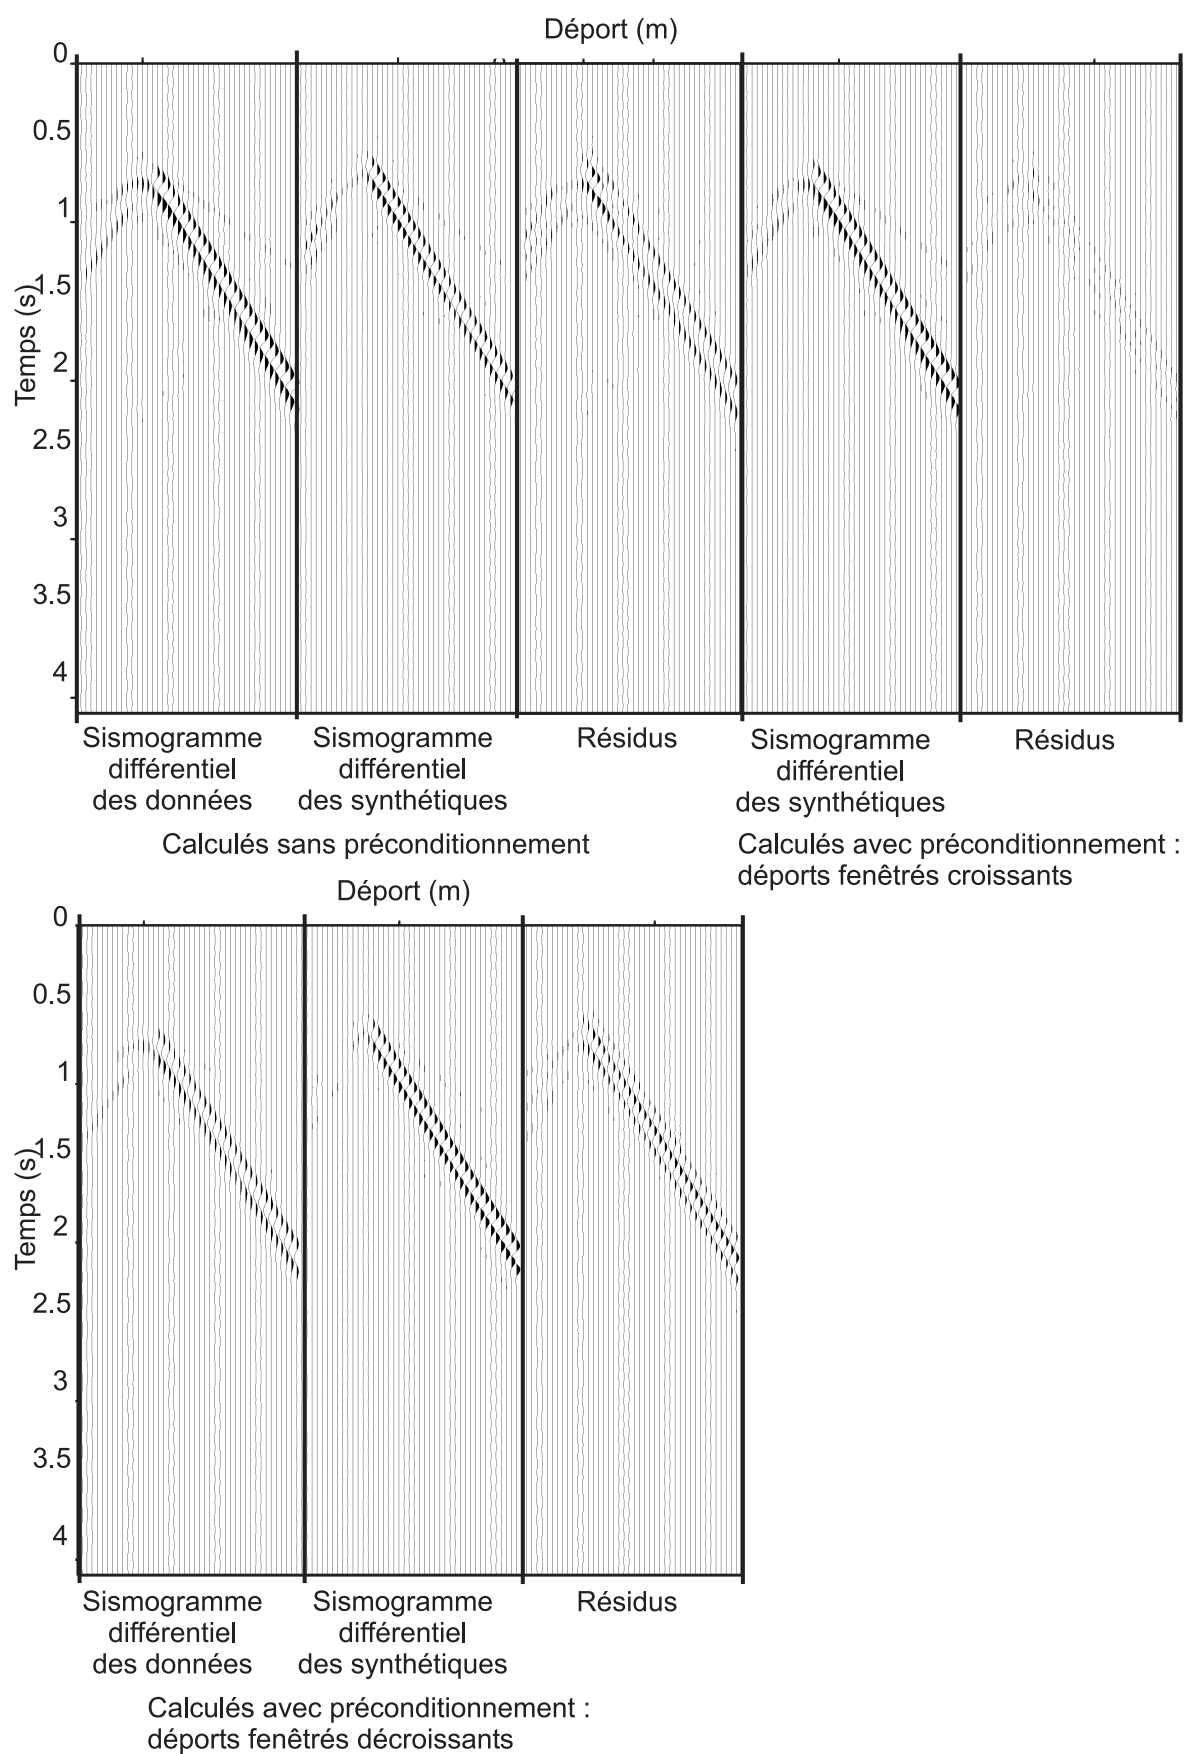 Déport (m)
0
0.5
1
1.5
2
2.5
3
3.5
4
Temps (s)
Sismogramme
différentiel
des données
Sismogramme
différentiel
des synthétiques
Résidus
Sismogramme
différentiel
des synthétiques
Résidus
Calculés sans préconditionnement
Calculés avec préconditionnement :
déports fenêtrés croissants
Déport (m)
0
0.5
1
1.5
2
2.5
3
3.5
4
Temps (s)
Sismogramme
différentiel
des données
Sismogramme
différentiel
des synthétiques
Résidus
Calculés avec préconditionnement :
déports fenêtrés décroissants